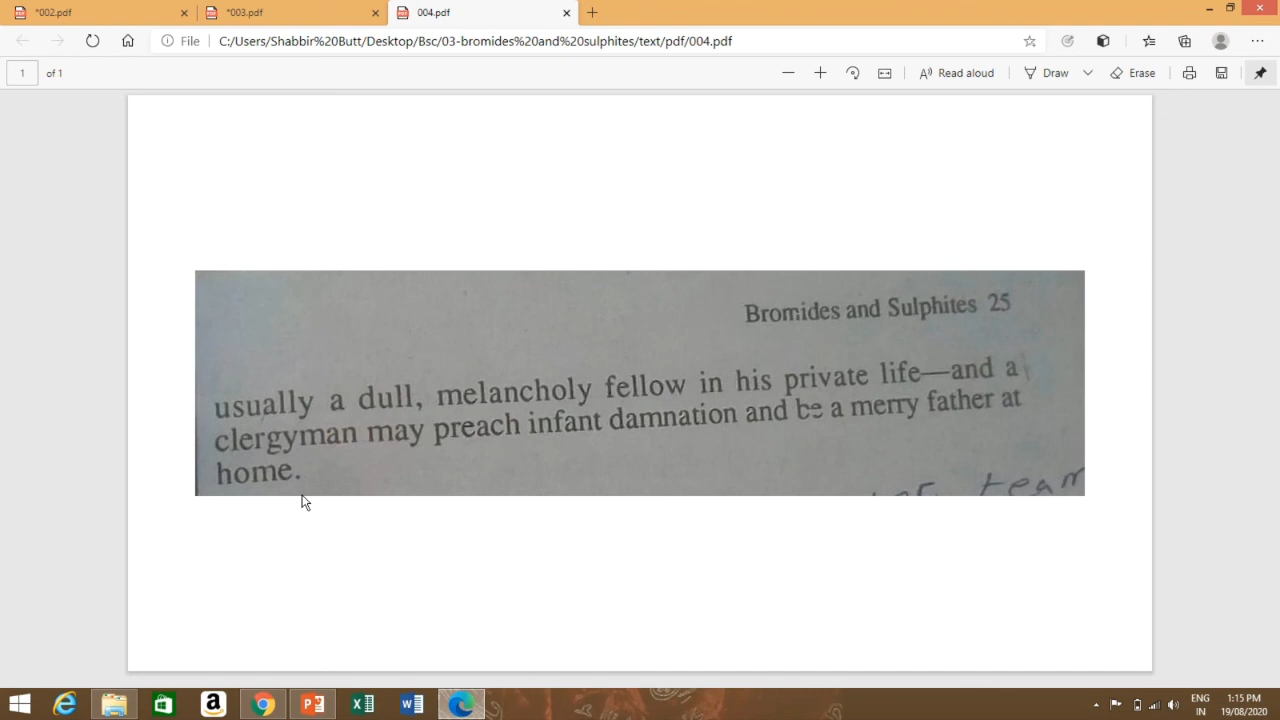 *002.pdf
*003.pdf
004.pdf
File
C:/Users/Shabbir%20Butt/Desktop/Bsc/03-bromides%20and%20sulphites/text/pdf/004.pdf
1
of 1
Read aloud
Draw
Erase
Bromides and Sulphites 25
usually a dull, melancholy fellow in his private life—and a
clergyman may preach infant damnation and be a merry father at
home.
team
ENG
IN
1:15 PM
19/08/2020